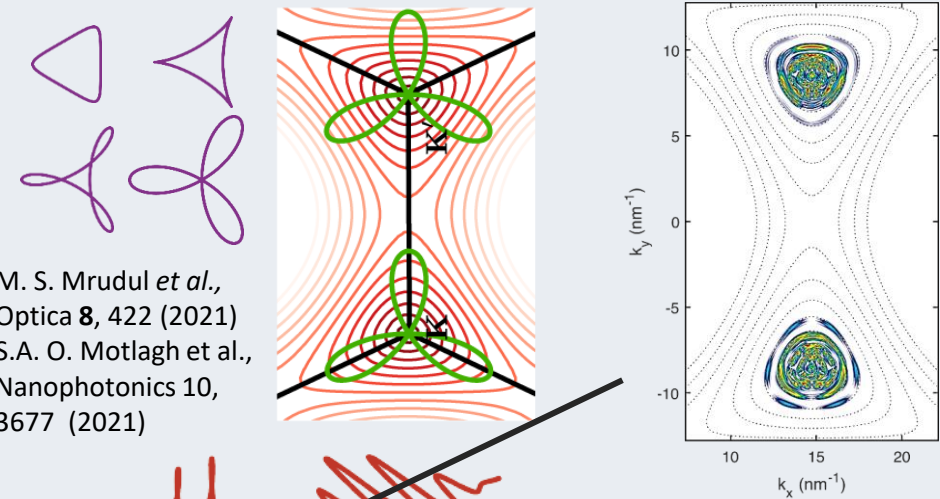 K'
K
M. S. Mrudul et al.,
Optica 8, 422 (2021)
S.A. O. Motlagh et al.,
Nanophotonics 10,
3677 (2021)
10
5
0
-5
-10
k_y (nm⁻¹)
10
15
20
k_x (nm⁻¹)